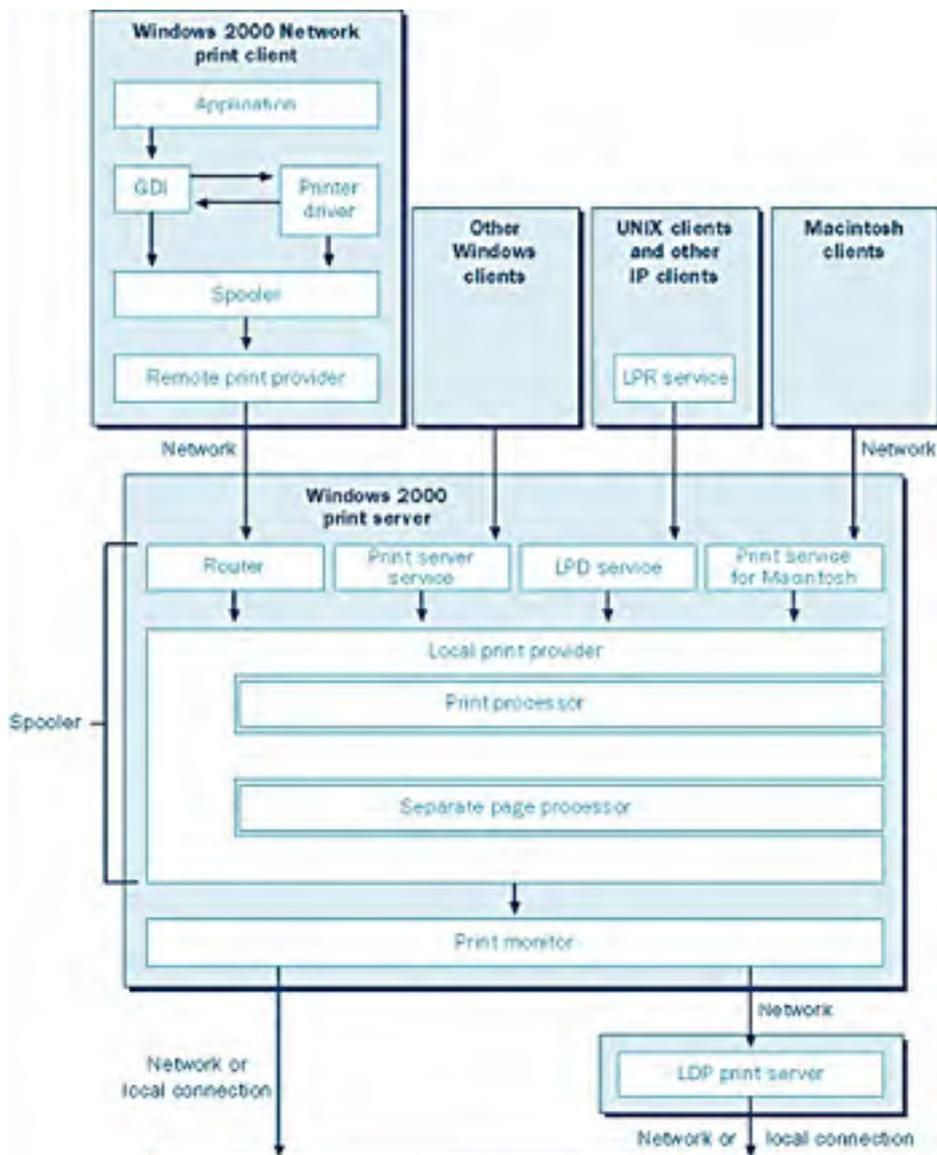 Windows 2000 Network
print client
Application
GDI
Printer
driver
Spooler
Remote print provider
Other
Windows
clients
UNIX clients
and other
IP clients
LPR service
Macintosh
clients
Network
Network
Windows 2000
print server
Router
Print server
service
LPD service
Print service
for Macintosh
Local print provider
Print processor
Spooler
Separate page processor
Print monitor
Network
Network or
local connection
LDP print server
Network or local connection